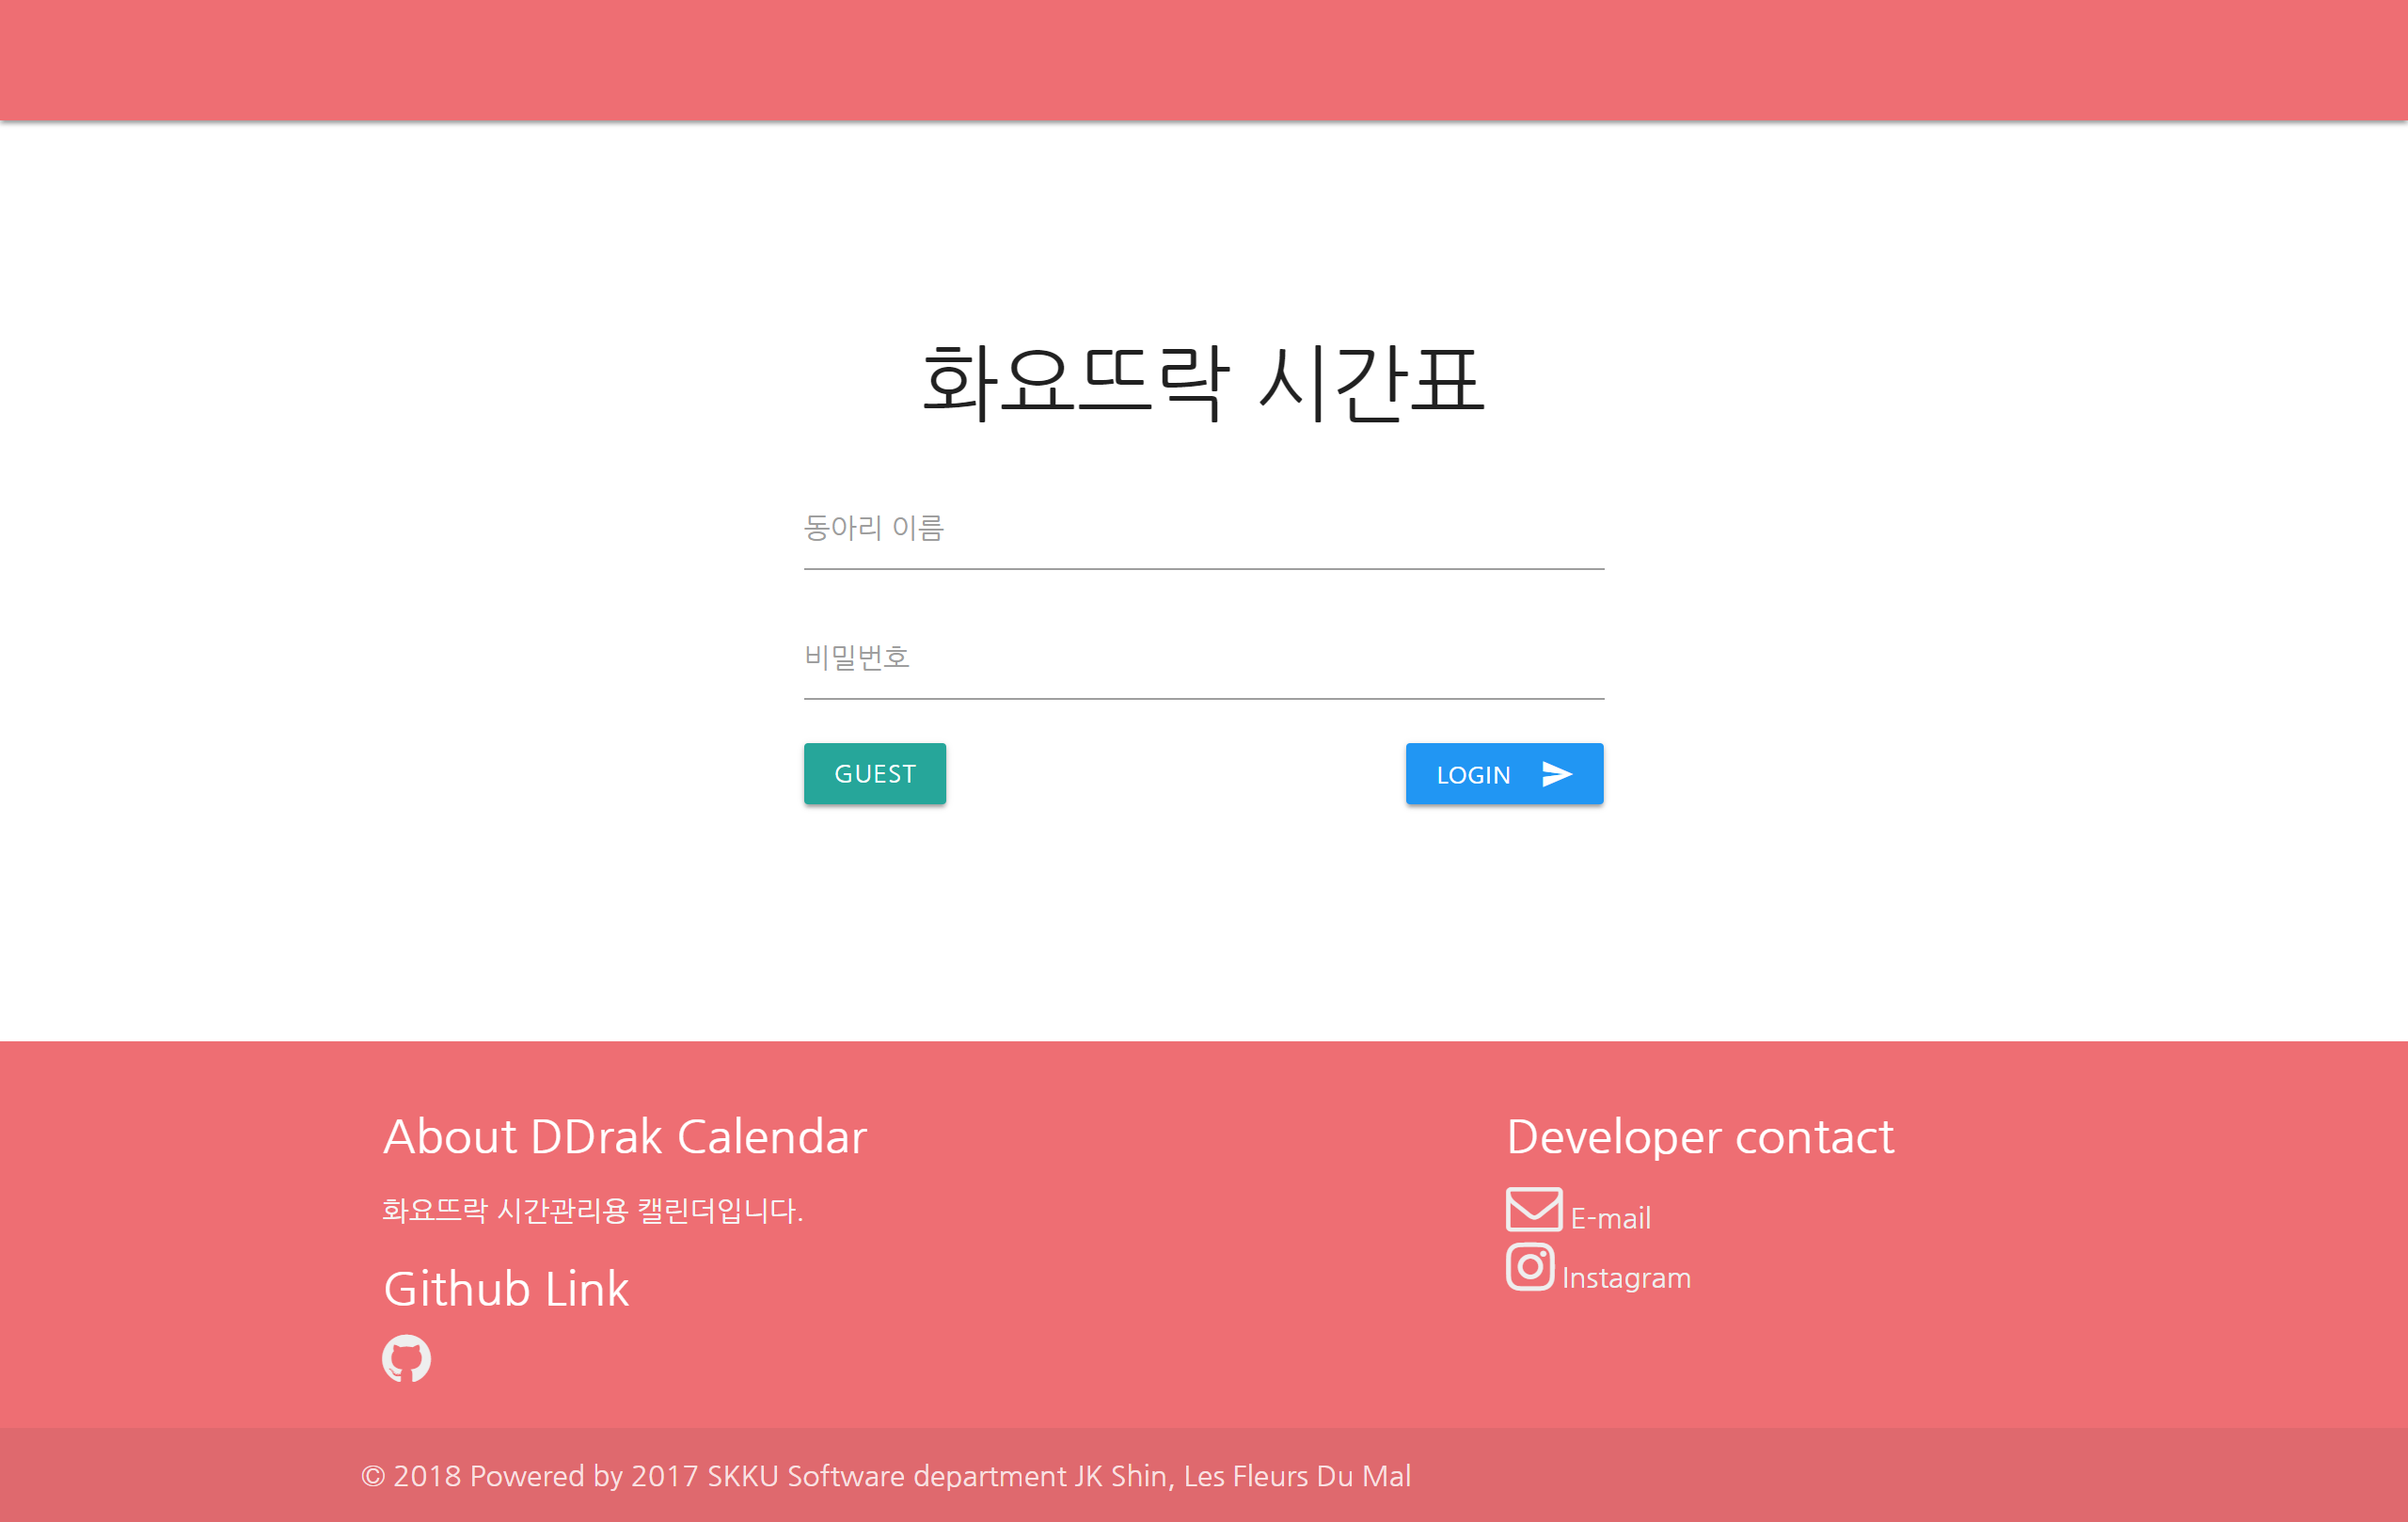 화요뜨락 시간표
동아리 이름
비밀번호
GUEST
LOGIN
About DDrak Calendar
화요뜨락 시간관리용 캘린더입니다.
Github Link
Developer contact
E-mail
Instagram
© 2018 Powered by 2017 SKKU Software department JK Shin, Les Fleurs Du Mal